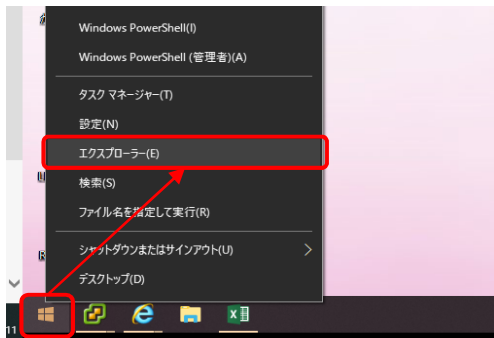 Windows PowerShell(I)
Windows PowerShell (管理者)(A)
タスク マネージャー(T)
設定(N)
エクスプローラー(E)
検索(S)
ファイル名を指定して実行(R)
シャットダウンまたはサインアウト(U)
デスクトップ(D)
11